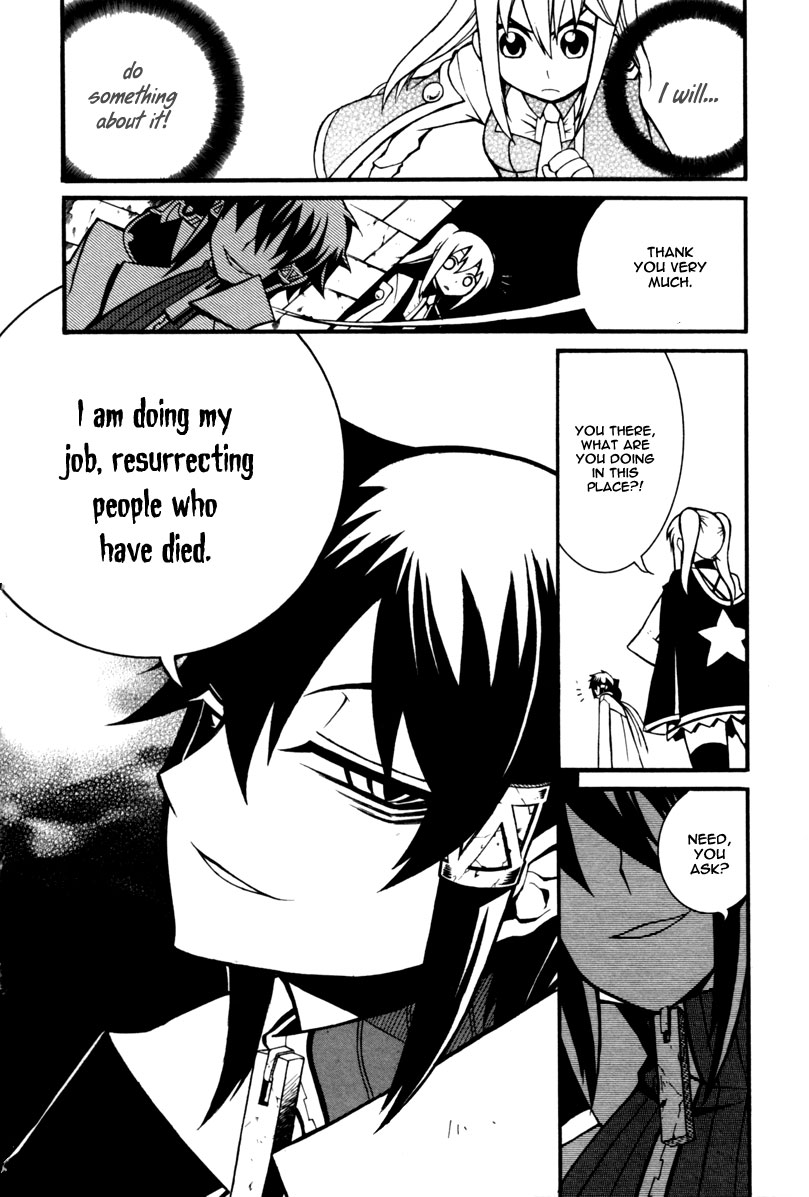 I will...
do
something
about it!
THANK
YOU VERY
MUCH.
YOU THERE,
WHAT ARE
YOU DOING
IN THIS
PLACE?!
NEED,
YOU
ASK?
I am doing my
job, resurrecting
people who
have died.